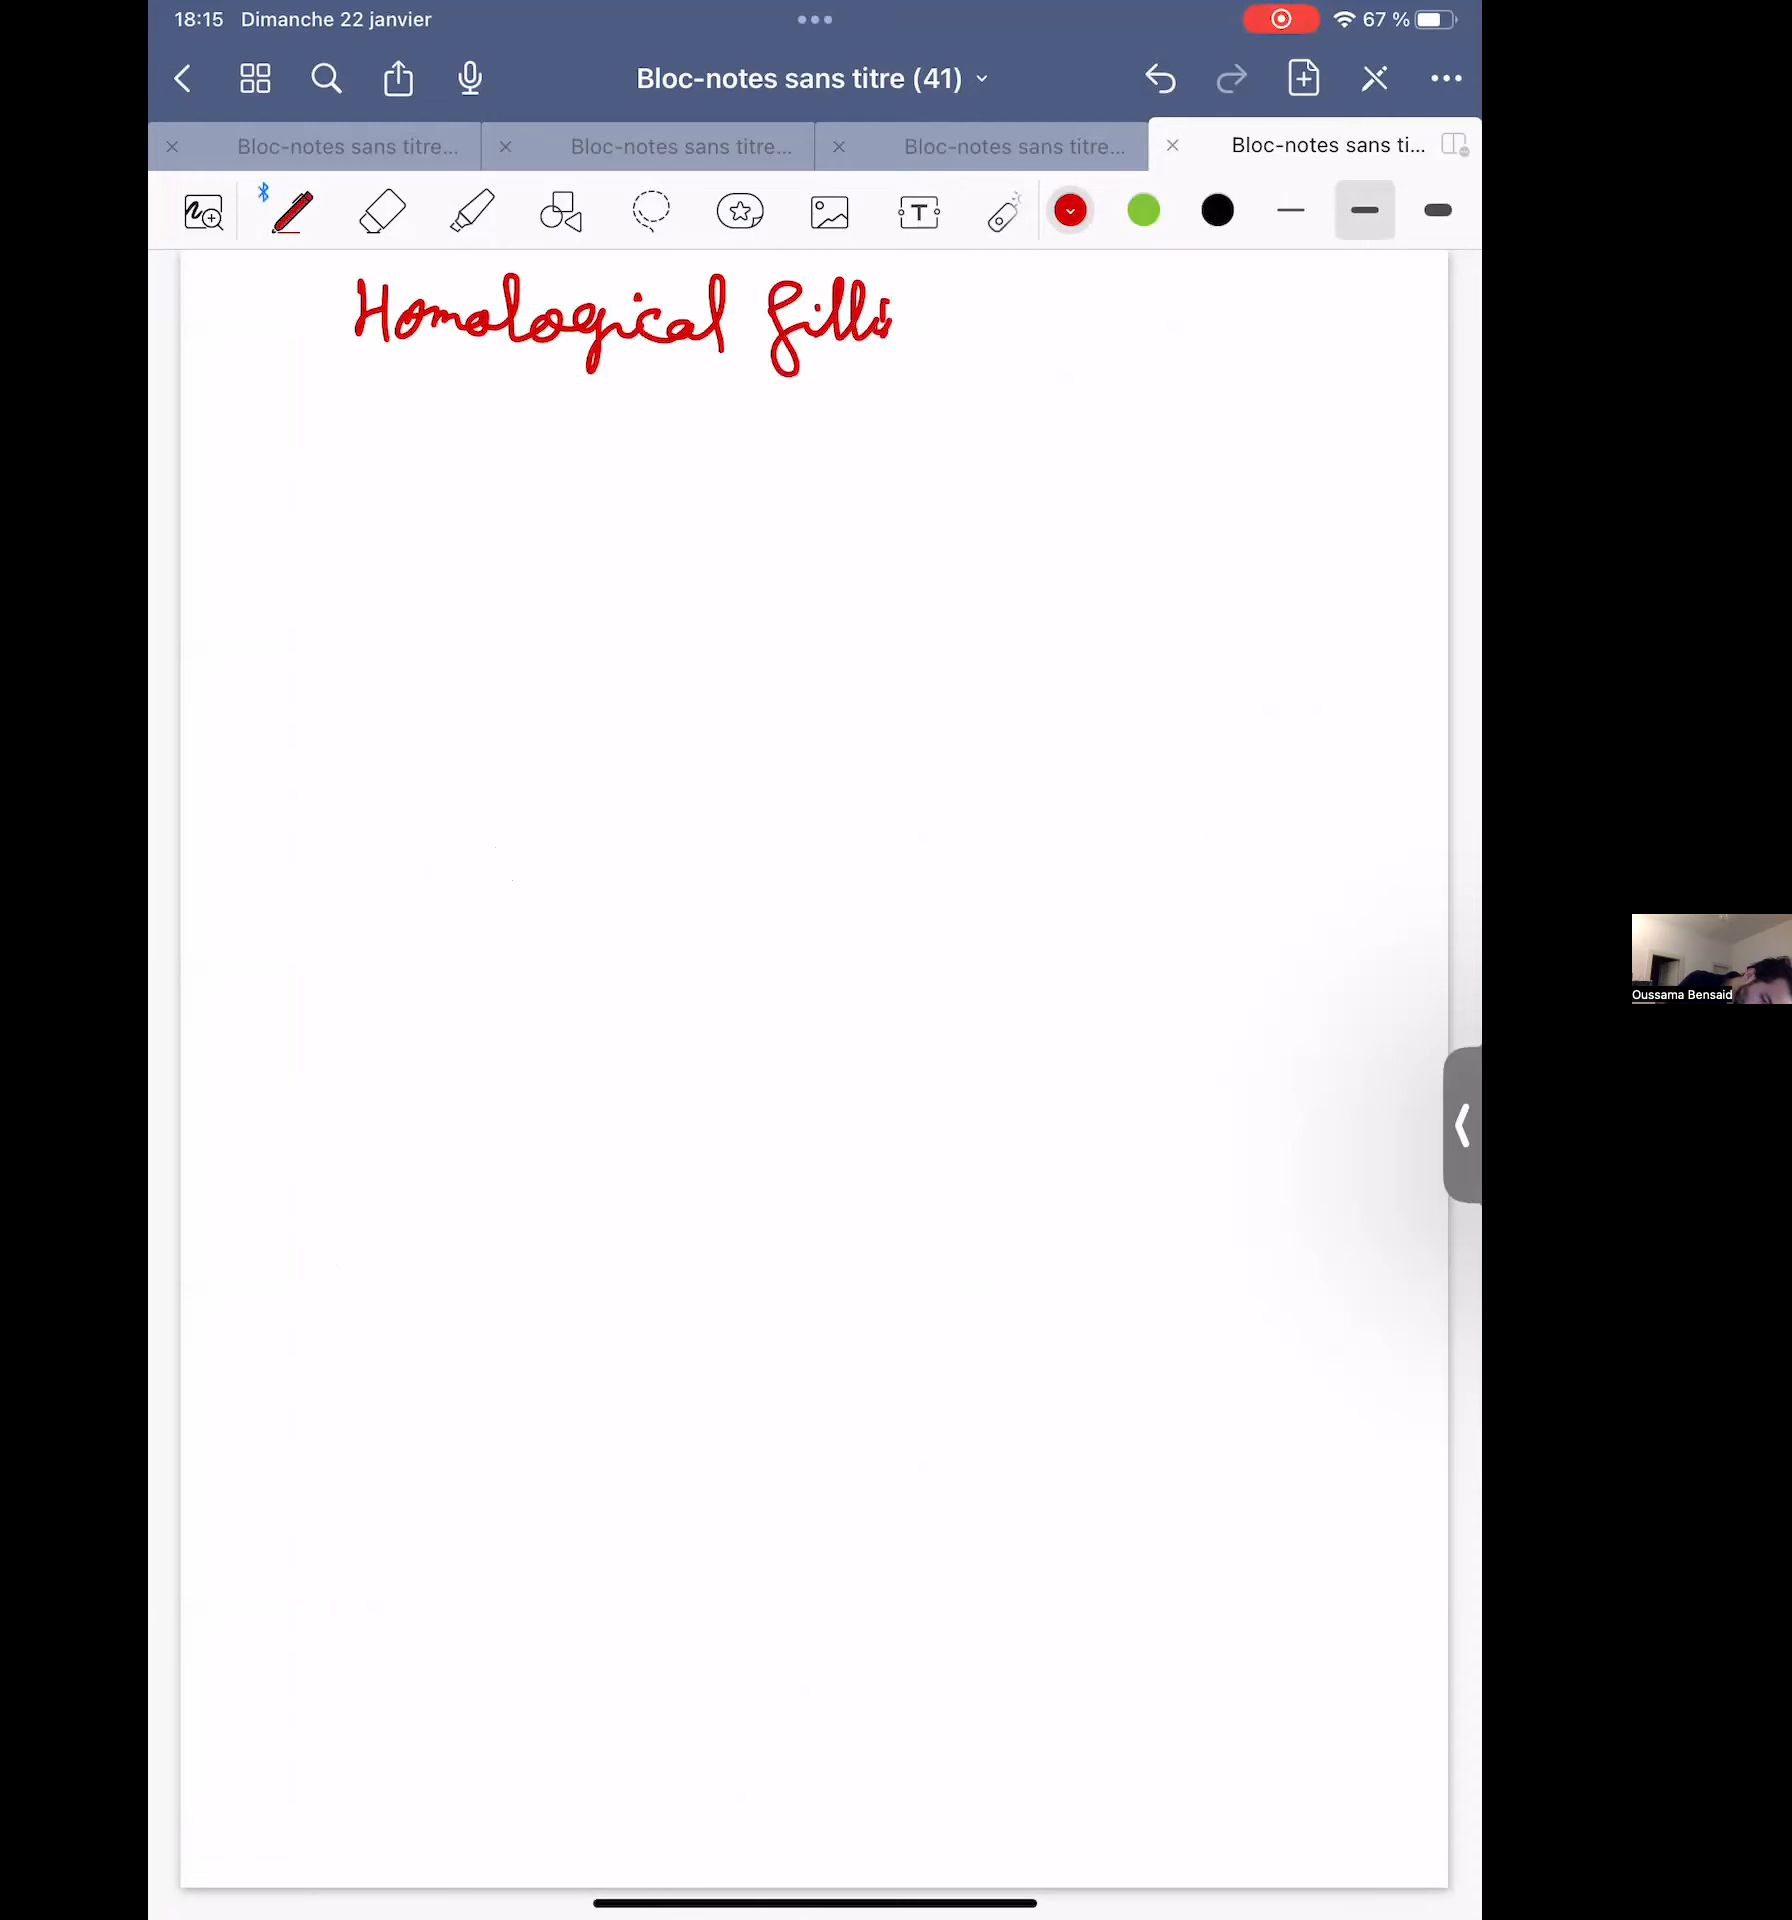 18:15 Dimanche 22 janvier 67 %
Bloc-notes sans titre (41)
Bloc-notes sans titre... Bloc-notes sans titre... Bloc-notes sans titre... Bloc-notes sans ti...
T
Homological filli
Oussama Bensaid